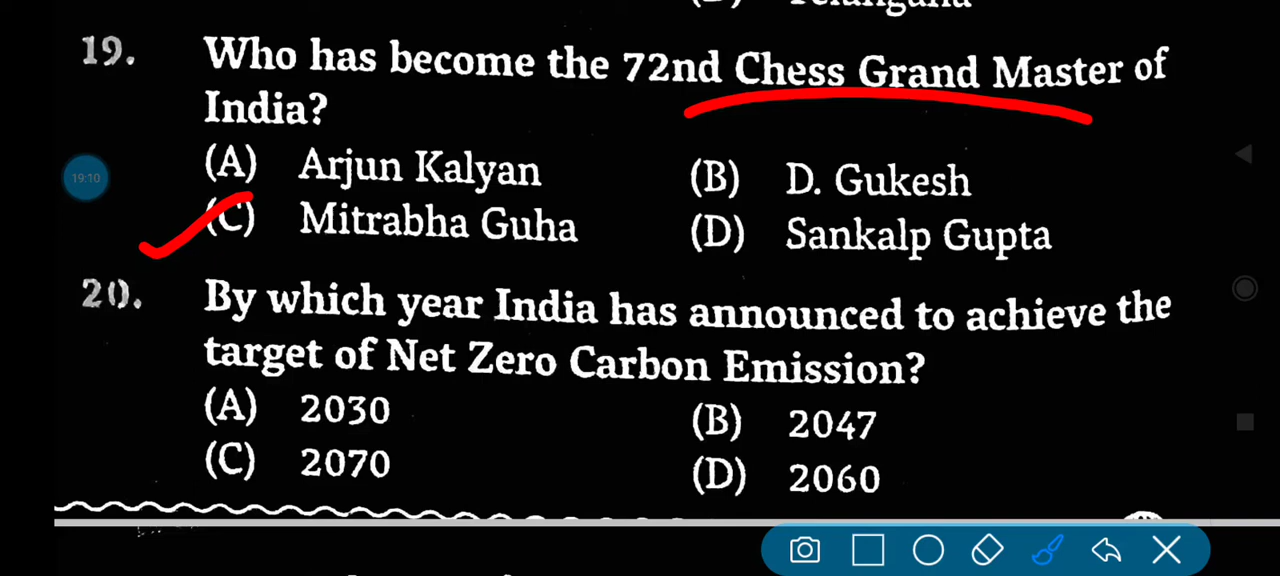 19. Who has become the 72nd Chess Grand Master of
India?
(A) Arjun Kalyan (B) D. Gukesh
(C) Mitrabha Guha (D) Sankalp Gupta
20. By which year India has announced to achieve the
target of Net Zero Carbon Emission?
(A) 2030 (B) 2047
(C) 2070 (D) 2060
19:10